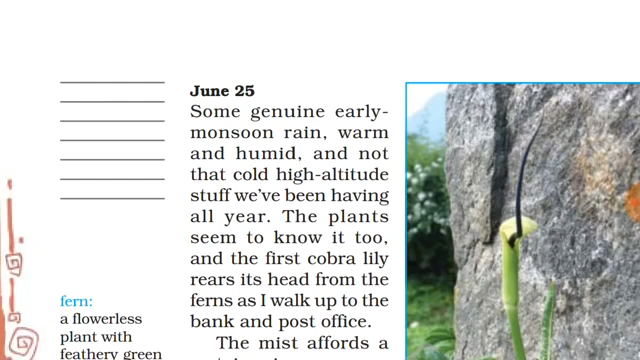 June 25
Some genuine early-
monsoon rain, warm
and humid, and not
that cold high-altitude
stuff we've been having
all year. The plants
seem to know it too,
and the first cobra lily
rears its head from the
ferns as I walk up to the
bank and post office.
The mist affords a
fern:
a flowerless
plant with
feathery green